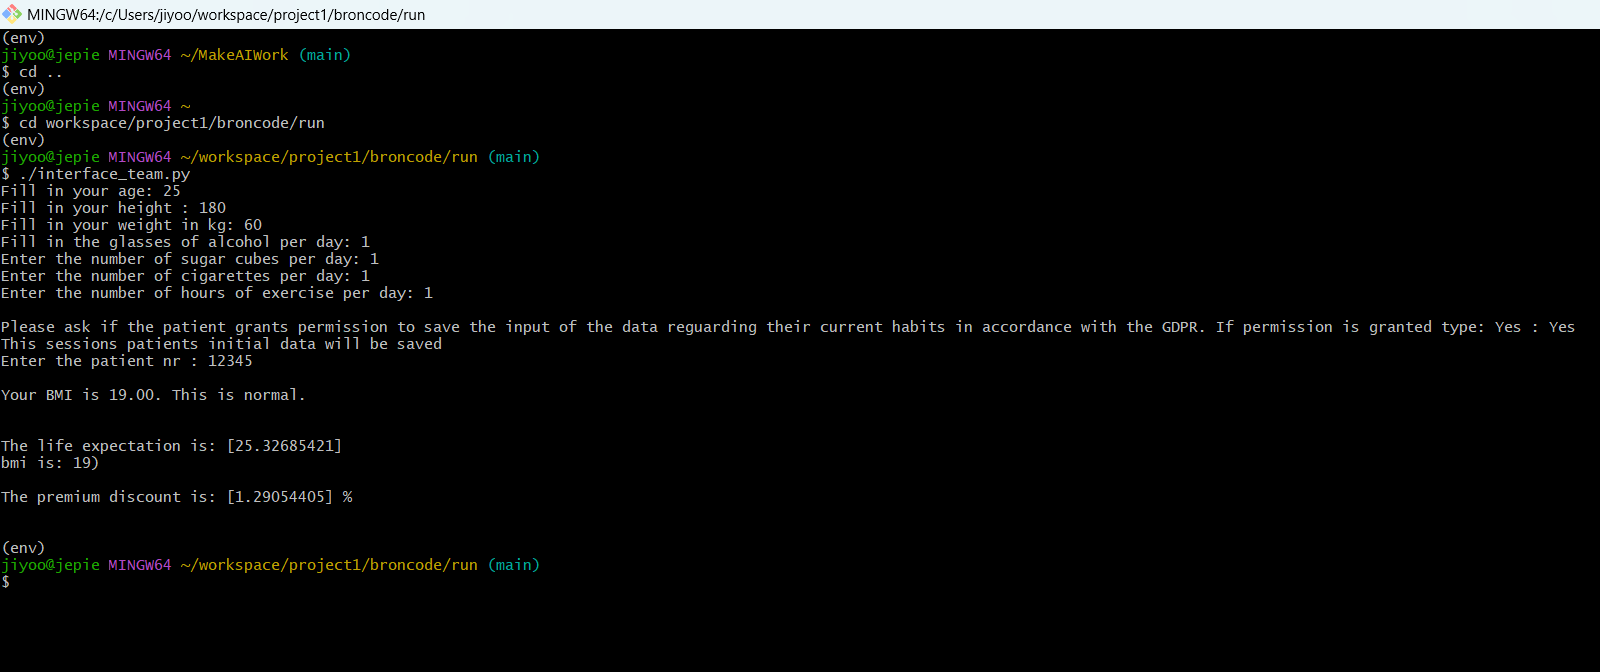 MINGW64:/c/Users/jiyoo/workspace/project1/broncode/run
(env)
jiyoo@jepie MINGW64 ~/MakeAIWork (main)
$ cd ..
(env)
jiyoo@jepie MINGW64 ~
$ cd workspace/project1/broncode/run
(env)
jiyoo@jepie MINGW64 ~/workspace/project1/broncode/run (main)
$ ./interface_team.py
Fill in your age: 25
Fill in your height : 180
Fill in your weight in kg: 60
Fill in the glasses of alcohol per day: 1
Enter the number of sugar cubes per day: 1
Enter the number of cigarettes per day: 1
Enter the number of hours of exercise per day: 1
Please ask if the patient grants permission to save the input of the data reguarding their current habits in accordance with the GDPR. If permission is granted type: Yes : Yes
This sessions patients initial data will be saved
Enter the patient nr : 12345
Your BMI is 19.00. This is normal.
The life expectation is: [25.32685421]
bmi is: 19)
The premium discount is: [1.29054405] %
(env)
jiyoo@jepie MINGW64 ~/workspace/project1/broncode/run (main)
$